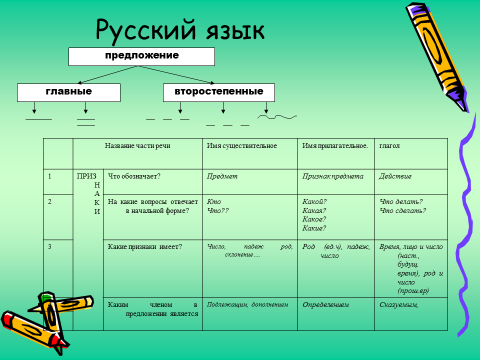 Русский язык
предложение
главные второстепенные
Название части речи Имя существительное Имя прилагательное. глагол
1 ПРИЗНАКИ Что обозначает? Предмет Признак предмета Действие
2 На какие вопросы отвечает в начальной форме? Кто Что?? Какой? Какая? Какое? Какие? Что делать? Что сделать?
3 Какие признаки имеет? Число, падеж род, склонение… Род (ед.ч), падеж, число Время, лицо и число (наст., будущ. время), род и число (прош.вр)
Каким членом в предложении является Подлежащим, дополнением Определением Сказуемым,